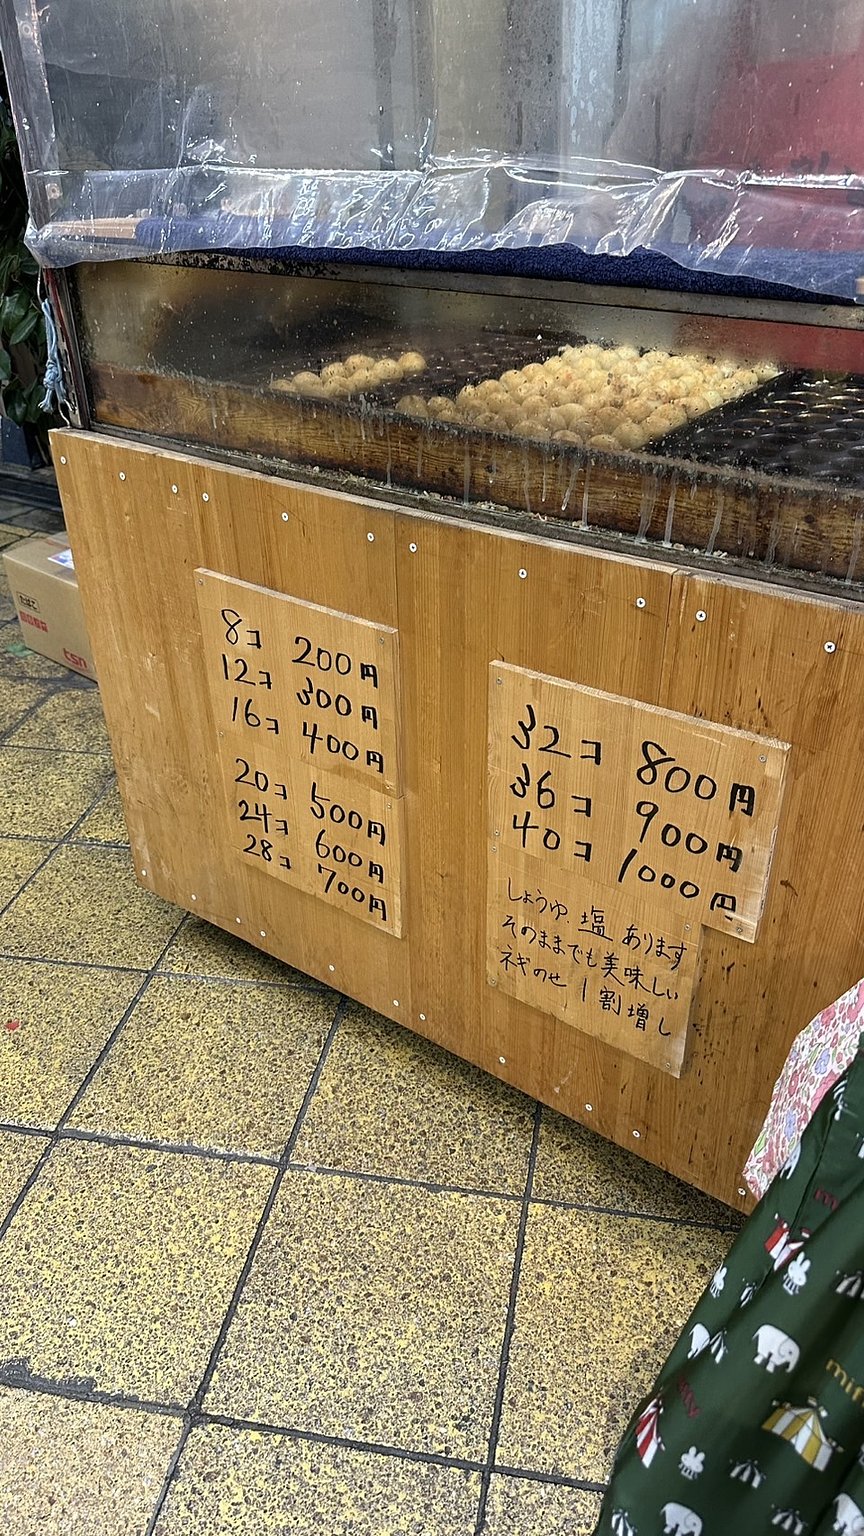 8コ 200円
12コ 300円
16コ 400円
20コ 500円
24コ 600円
28コ 700円
32コ 800円
36コ 900円
40コ 1000円
しょうゆ、塩 あります
そのままでも美味しい
ネギのせ 1割増し
tsn